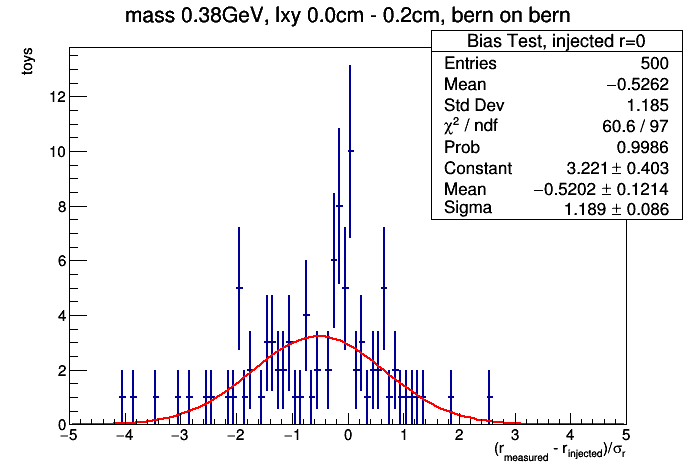 mass 0.38GeV, lxy 0.0cm - 0.2cm, bern on bern
toys
Bias Test, injected r=0
Entries 500
Mean −0.5262
Std Dev 1.185
χ² / ndf 60.6 / 97
Prob 0.9986
Constant 3.221 ± 0.403
Mean −0.5202 ± 0.1214
Sigma 1.189 ± 0.086
12
10
8
6
4
2
0
−5 −4 −3 −2 −1 0 1 2 3 4 5
(r_measured - r_injected)/σ_r